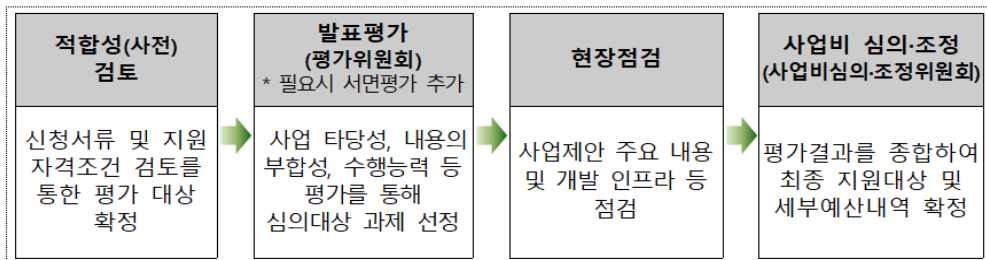 적합성(사전)
검토
신청서류 및 지원
자격조건 검토를
통한 평가 대상
확정
발표평가
(평가위원회)
* 필요시 서면평가 추가
사업 타당성, 내용의
부합성, 수행능력 등
평가를 통해
심의대상 과제 선정
현장점검
사업제안 주요 내용
및 개발 인프라 등
점검
사업비 심의·조정
(사업비심의·조정위원회)
평가결과를 종합하여
최종 지원대상 및
세부예산내역 확정